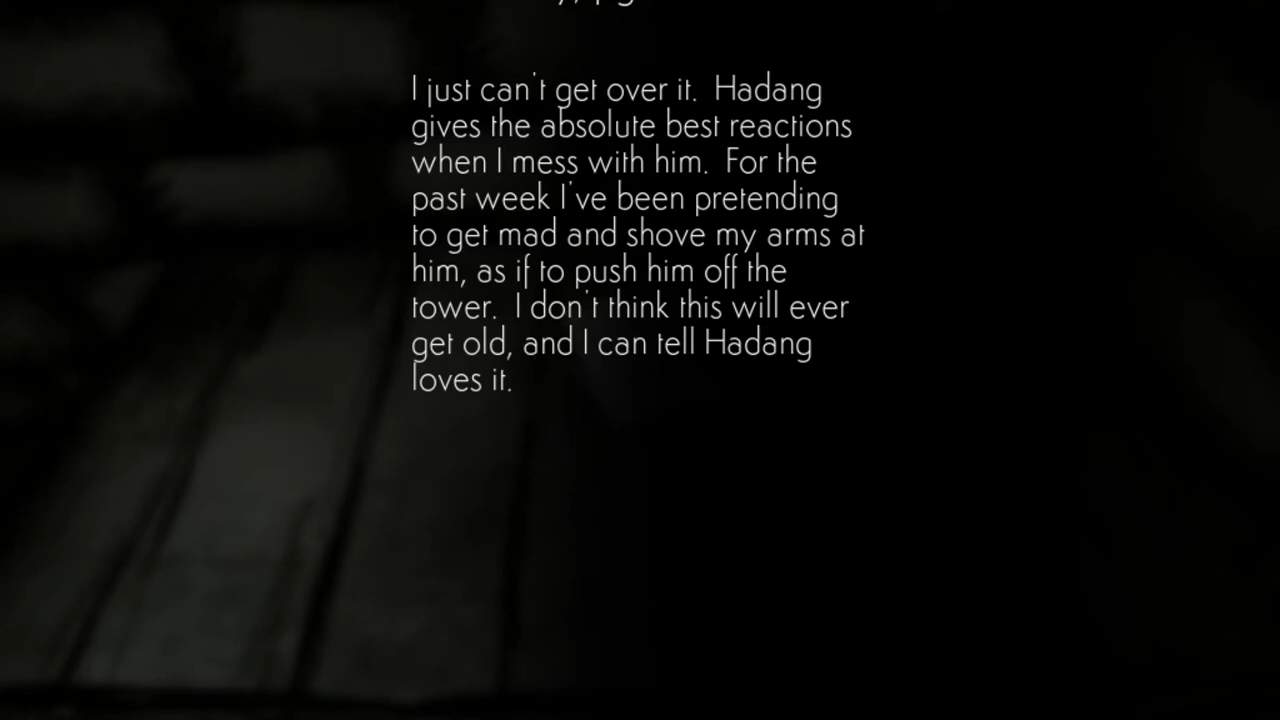 I just can't get over it.  Hadang
gives the absolute best reactions
when I mess with him.  For the
past week I've been pretending
to get mad and shove my arms at
him, as if to push him off the
tower.  I don't think this will ever
get old, and I can tell Hadang
loves it.